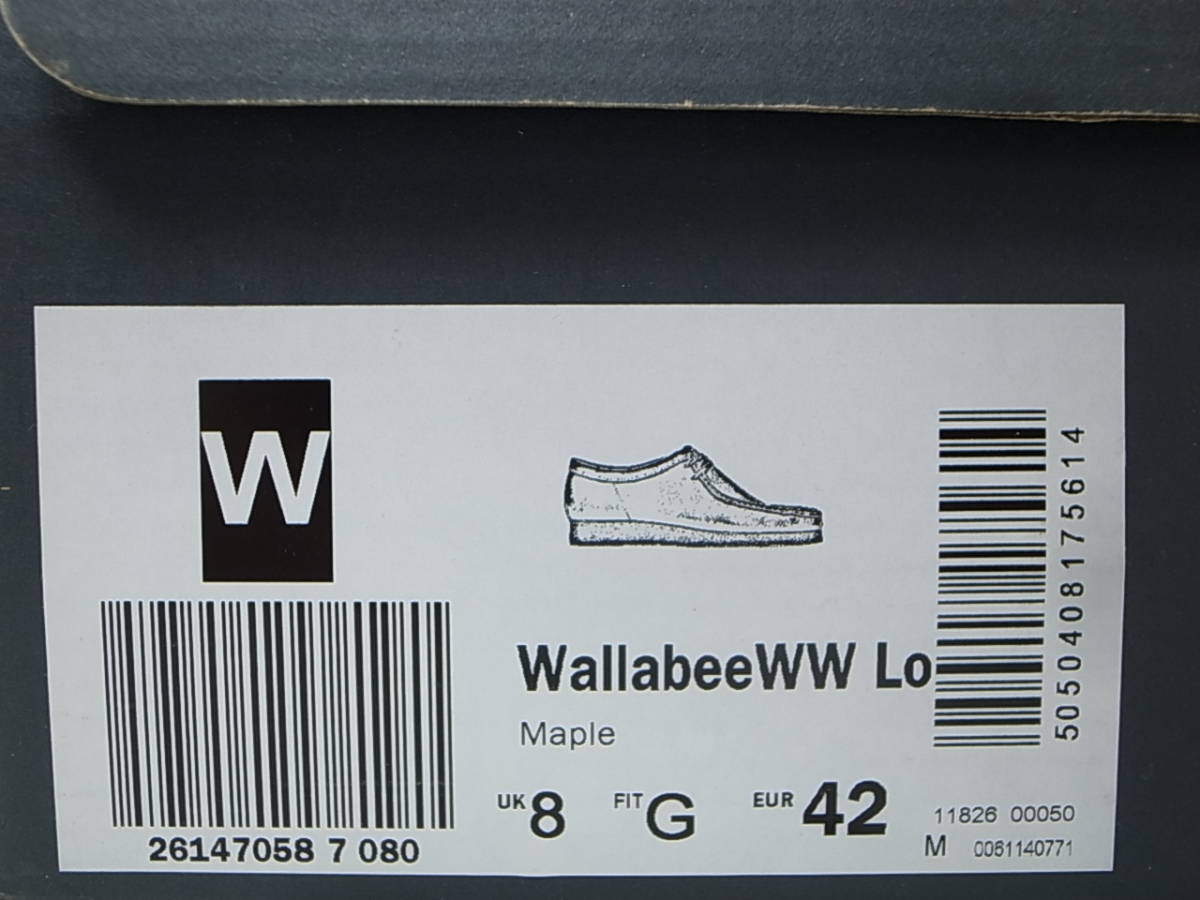 W
26147058 7 080
WallabeeWW Lo
Maple
UK 8 FIT G EUR 42
5050408175614
11826 00050
M 0061140771